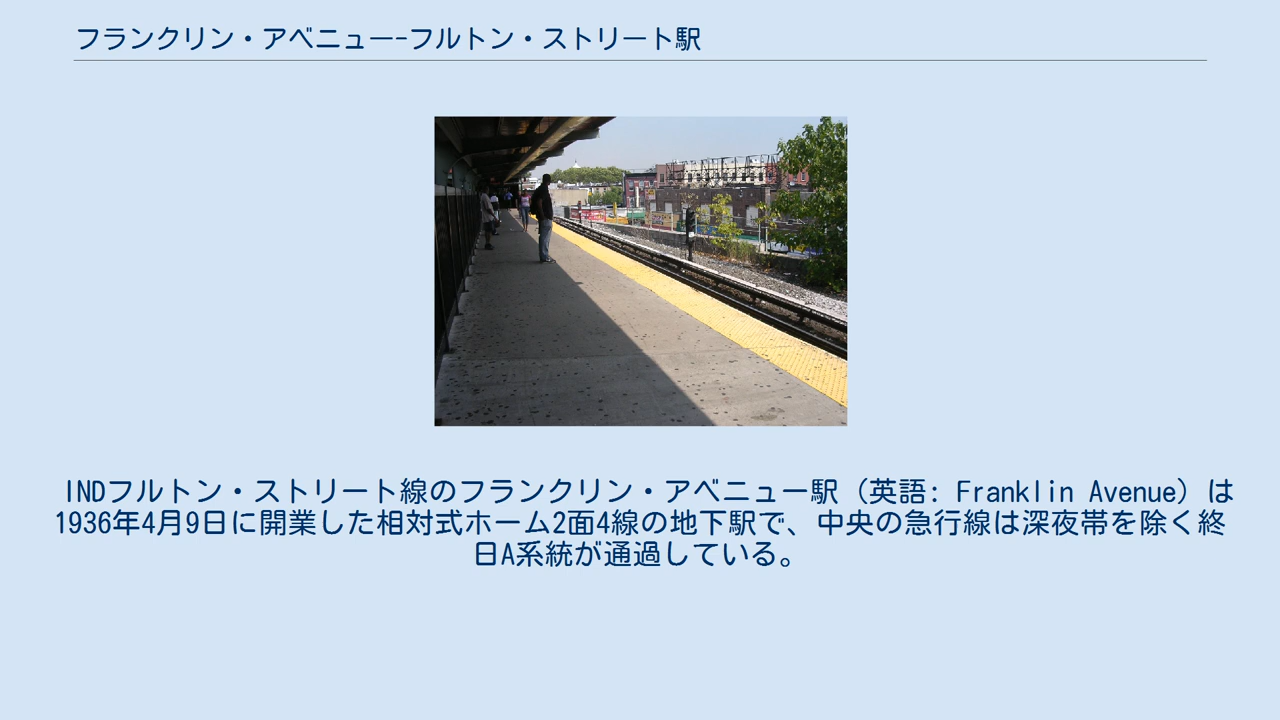 フランクリン・アベニュー-フルトン・ストリート駅
INDフルトン・ストリート線のフランクリン・アベニュー駅（英語: Franklin Avenue）は
1936年4月9日に開業した相対式ホーム2面4線の地下駅で、中央の急行線は深夜帯を除く終
日A系統が通過している。